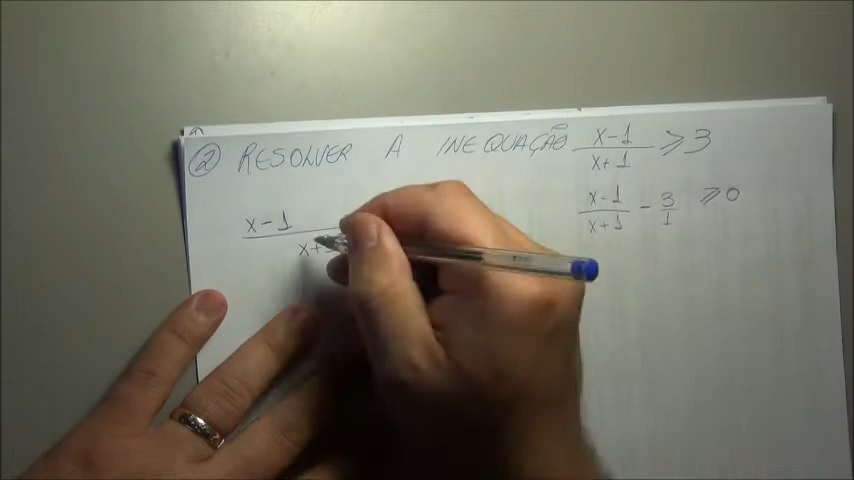 ② RESOLVER A INEQUAÇÃO x-1/x+1 ⩾ 3
x-1/x+1 - 3/1 ⩾ 0
x-1
x+